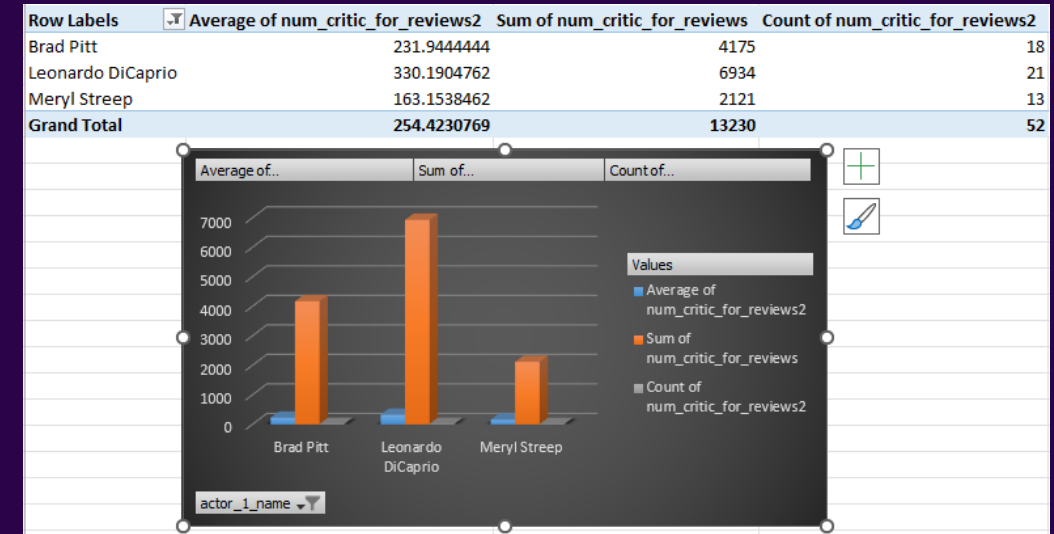 Row Labels Average of num_critic_for_reviews2 Sum of num_critic_for_reviews Count of num_critic_for_reviews2
Brad Pitt 231.9444444 4175 18
Leonardo DiCaprio 330.1904762 6934 21
Meryl Streep 163.1538462 2121 13
Grand Total 254.4230769 13230 52
Average of... Sum of... Count of...
7000
6000
5000
4000
3000
2000
1000
0
Brad Pitt Leonardo Meryl Streep
DiCaprio
Values
Average of
num_critic_for_reviews2
Sum of
num_critic_for_reviews
Count of
num_critic_for_reviews2
actor_1_name